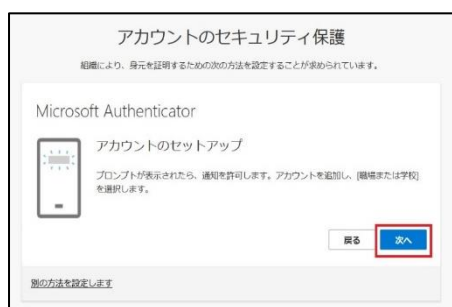 アカウントのセキュリティ保護
組織により、身元を証明するための次の方法を設定することが求められています。
Microsoft Authenticator
アカウントのセットアップ
プロンプトが表示されたら、通知を許可します。アカウントを追加し、[職場または学校]
を選択します。
戻る
次へ
別の方法を設定します